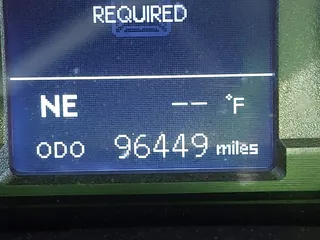 REQUIRED
NE -- °F
ODO 96449 miles